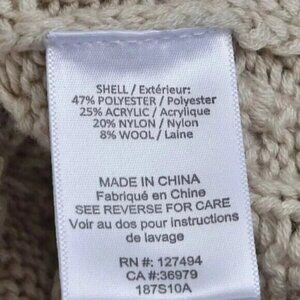 SHELL / Extérieur:
47% POLYESTER / Polyester
25% ACRYLIC / Acrylique
20% NYLON / Nylon
8% WOOL / Laine
MADE IN CHINA
Fabriqué en Chine
SEE REVERSE FOR CARE
Voir au dos pour instructions
de lavage
RN #: 127494
CA #: 36979
187S10A